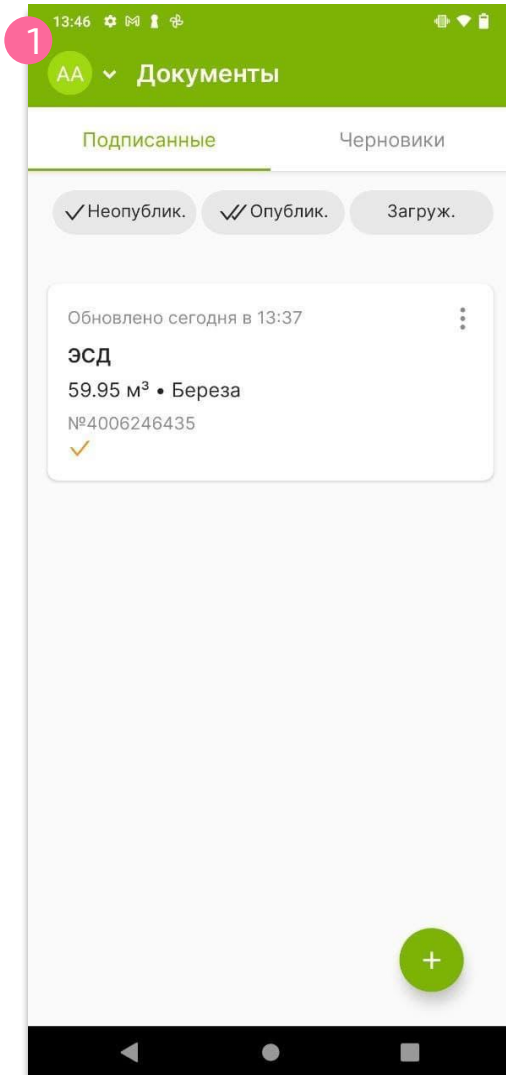 1
13:46
АА Документы
Подписанные Черновики
Неопублик. Опублик. Загруж.
Обновлено сегодня в 13:37
ЭСД
59.95 м³ • Береза
№4006246435